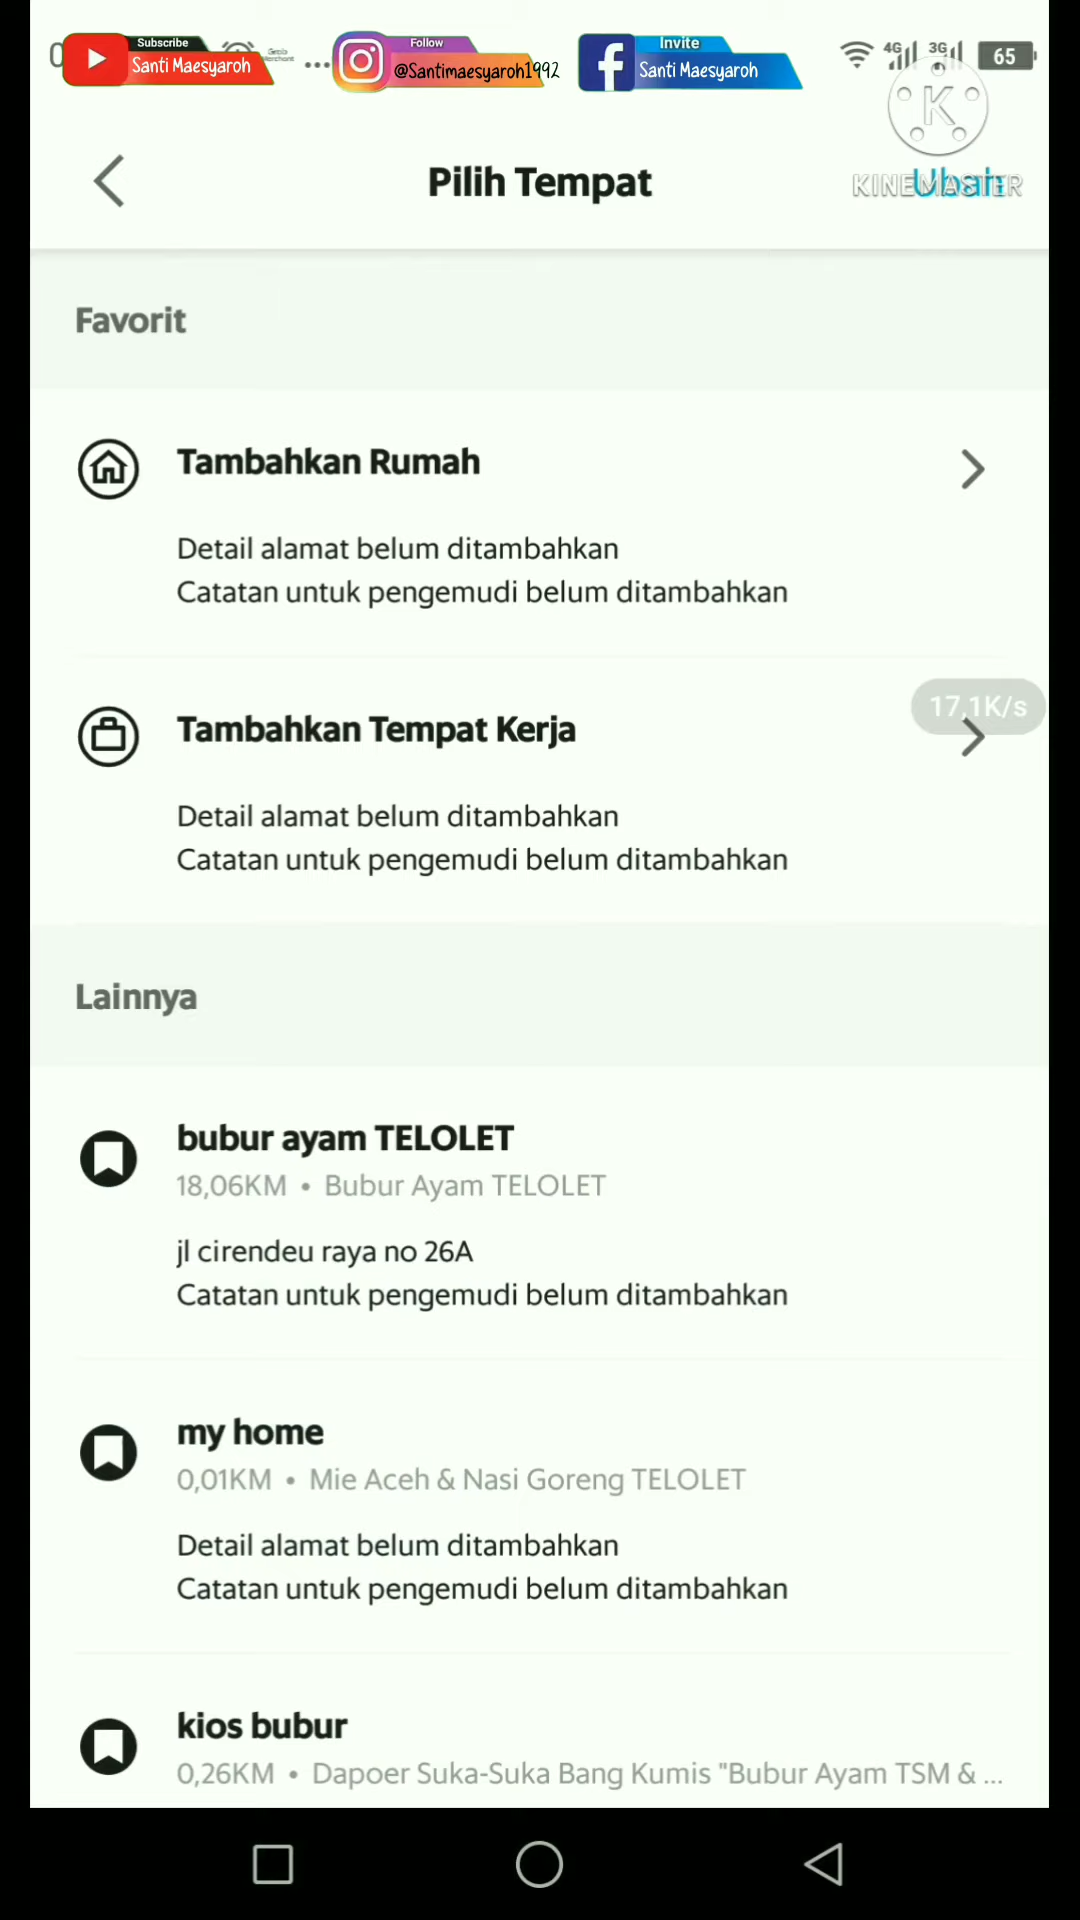 Subscribe
Santi Maesyaroh
Follow
@Santimaesyaroh1992
Invite
Santi Maesyaroh
4G
3G
65
K
KINEMASTER
Pilih Tempat
Ubah
Favorit
Tambahkan Rumah
Detail alamat belum ditambahkan
Catatan untuk pengemudi belum ditambahkan
17,1K/s
Tambahkan Tempat Kerja
Detail alamat belum ditambahkan
Catatan untuk pengemudi belum ditambahkan
Lainnya
bubur ayam TELOLET
18,06KM • Bubur Ayam TELOLET
jl cirendeu raya no 26A
Catatan untuk pengemudi belum ditambahkan
my home
0,01KM • Mie Aceh & Nasi Goreng TELOLET
Detail alamat belum ditambahkan
Catatan untuk pengemudi belum ditambahkan
kios bubur
0,26KM • Dapoer Suka-Suka Bang Kumis "Bubur Ayam TSM & ...